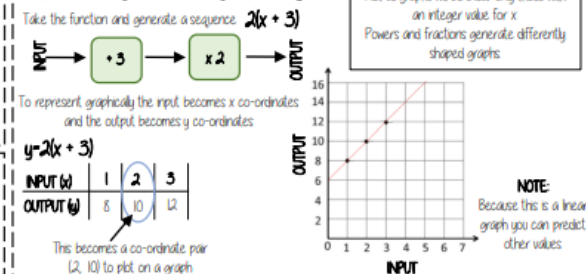 Take the function and generate a sequence 2(x + 3)
INPUT
+ 3
x 2
OUTPUT
To represent graphically the input becomes x co-ordinates
and the output becomes y co-ordinates
y=2(x + 3)
INPUT (x) 1 2 3
OUTPUT (y) 8 10 12
This becomes a co-ordinate pair
(2, 10) to plot on a graph
an integer value for x
Powers and fractions generate differently
shaped graphs
OUTPUT
16
14
12
10
8
6
4
2
0 1 2 3 4 5 6 7
INPUT
NOTE:
Because this is a linear
graph you can predict
other values